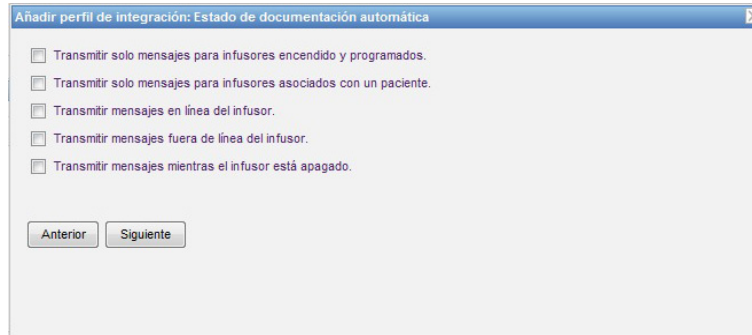 Añadir perfil de integración: Estado de documentación automática
Transmitir solo mensajes para infusores encendido y programados.
Transmitir solo mensajes para infusores asociados con un paciente.
Transmitir mensajes en línea del infusor.
Transmitir mensajes fuera de línea del infusor.
Transmitir mensajes mientras el infusor está apagado.
Anterior Siguiente